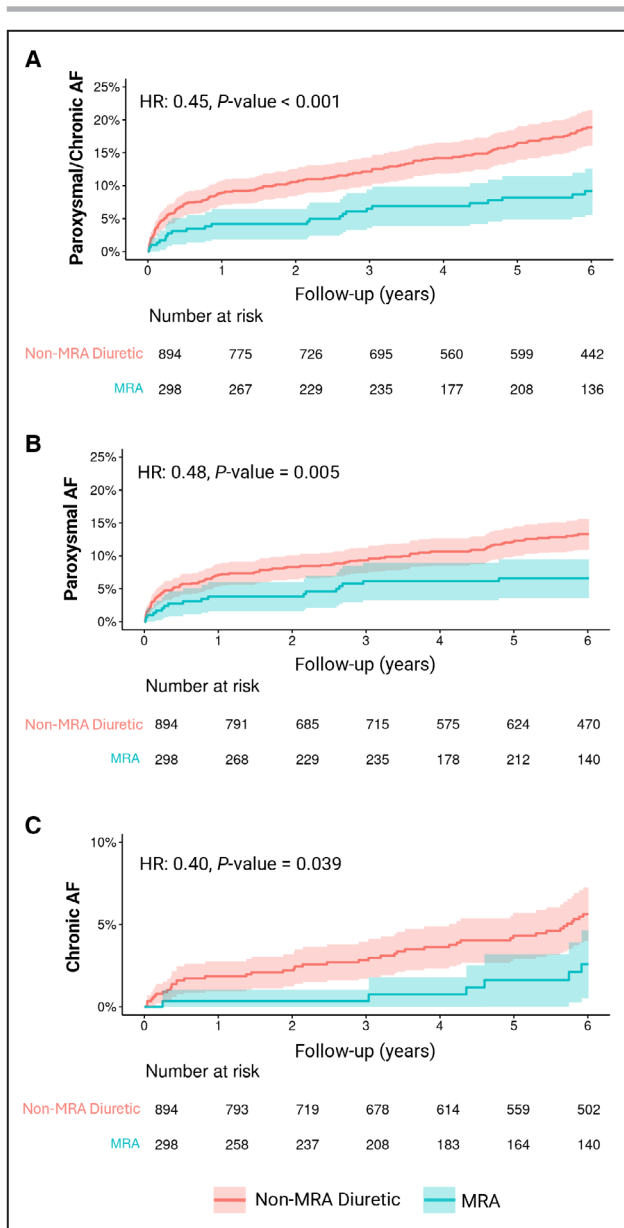 A
Paroxysmal/Chronic AF
HR: 0.45, P-value < 0.001
25%
20%
15%
10%
5%
0%
0 1 2 3 4 5 6
Follow-up (years)
Number at risk
Non-MRA Diuretic 894 775 726 695 560 599 442
MRA 298 267 229 235 177 208 136
B
Paroxysmal AF
HR: 0.48, P-value = 0.005
25%
20%
15%
10%
5%
0%
0 1 2 3 4 5 6
Follow-up (years)
Number at risk
Non-MRA Diuretic 894 791 685 715 575 624 470
MRA 298 268 229 235 178 212 140
C
Chronic AF
HR: 0.40, P-value = 0.039
10%
5%
0%
0 1 2 3 4 5 6
Follow-up (years)
Number at risk
Non-MRA Diuretic 894 793 719 678 614 559 502
MRA 298 258 237 208 183 164 140
Non-MRA Diuretic MRA